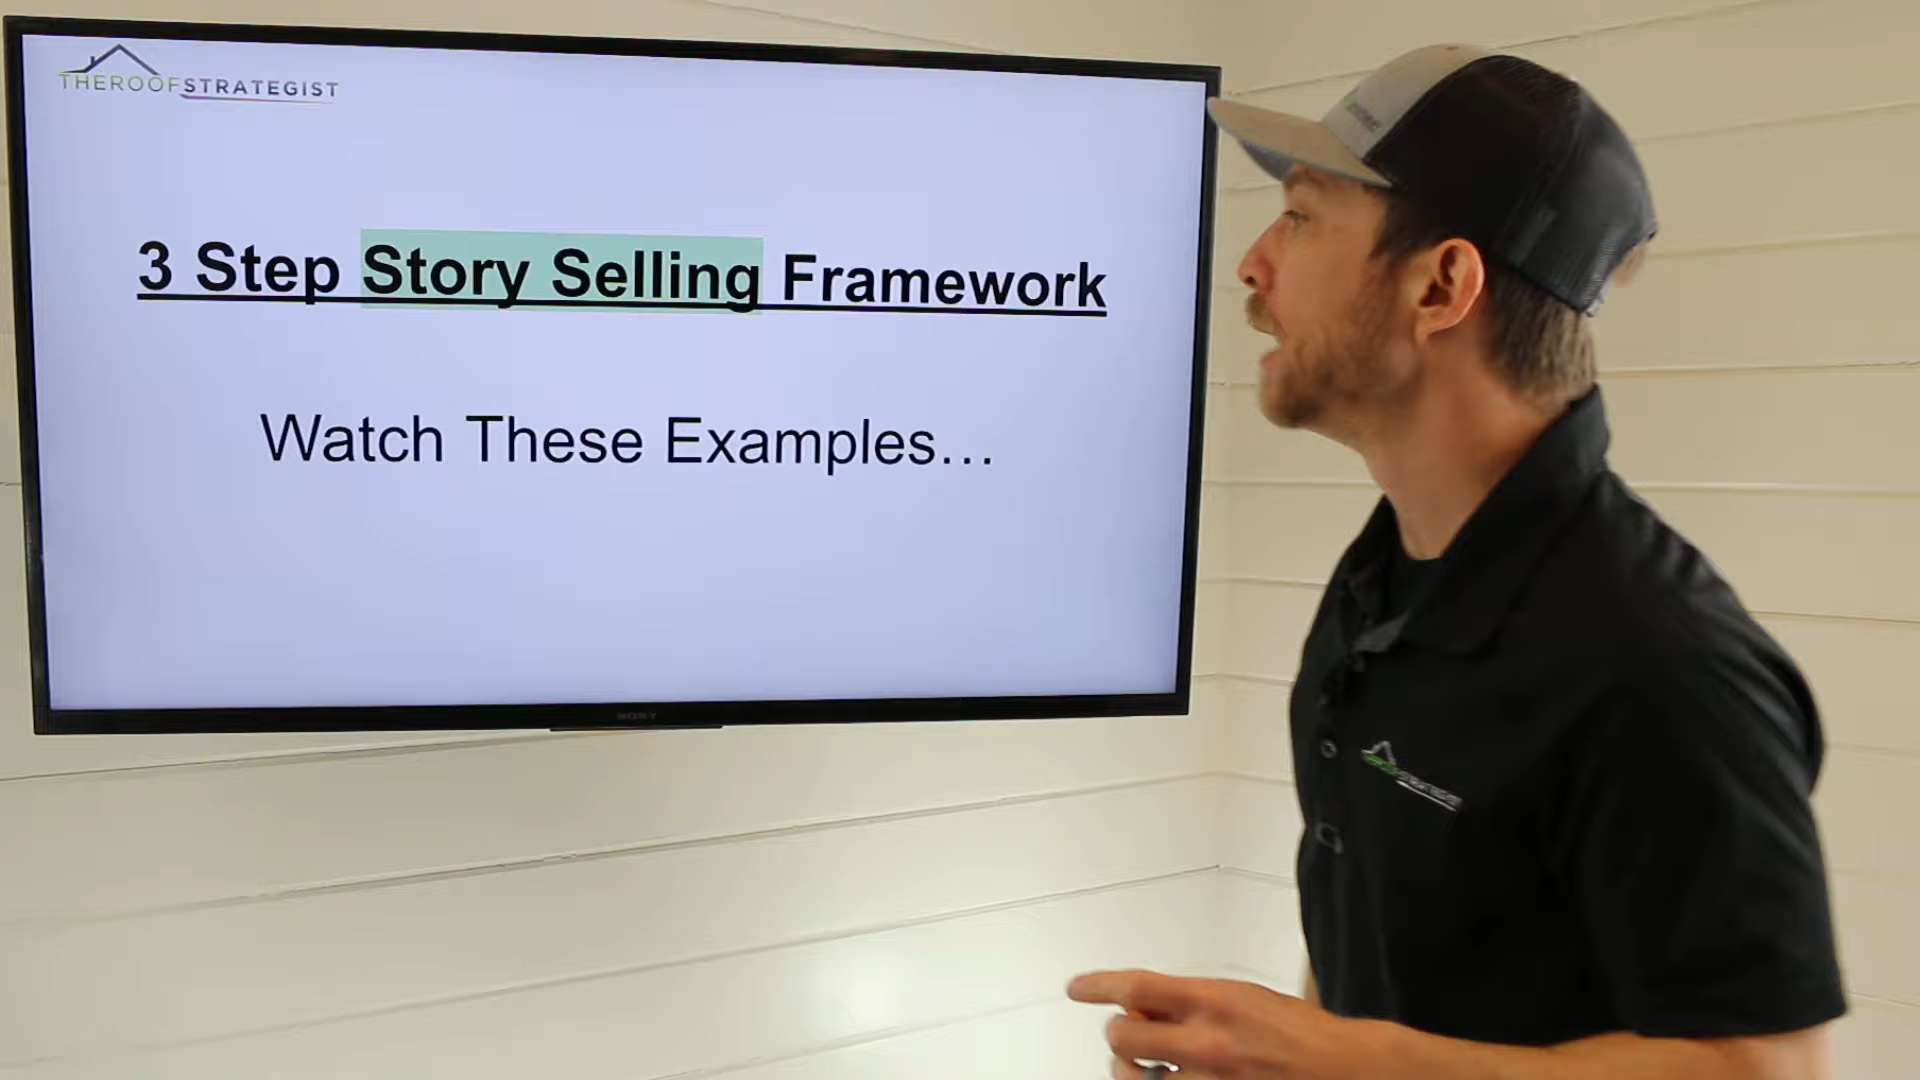 THEROOFSTRATEGIST
3 Step Story Selling Framework
Watch These Examples…
SONY